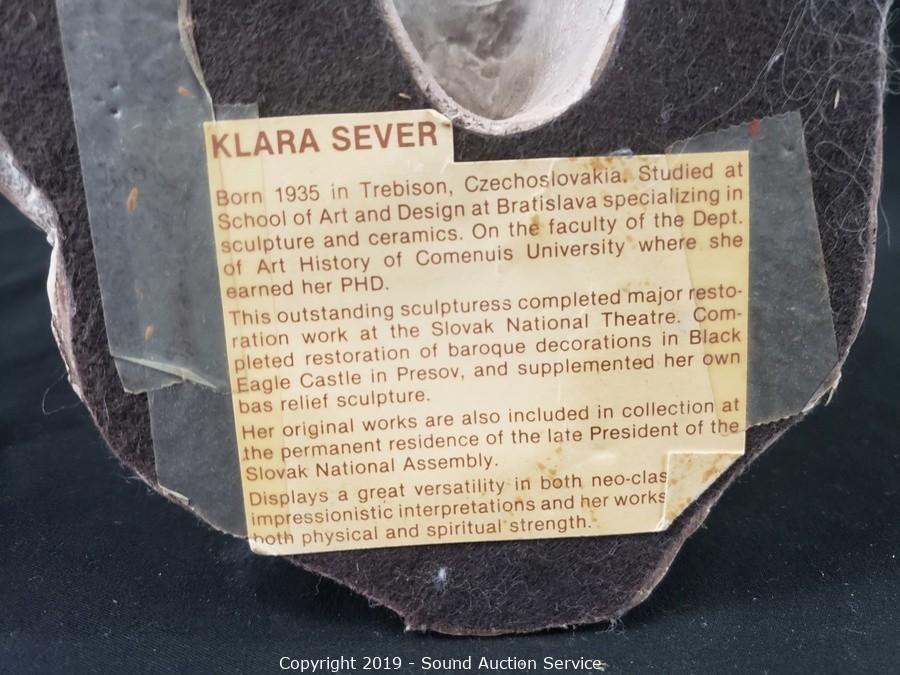 KLARA SEVER
Born 1935 in Trebison, Czechoslovakia. Studied at
School of Art and Design at Bratislava specializing in
sculpture and ceramics. On the faculty of the Dept.
of Art History of Comenuis University where she
earned her PHD.
This outstanding sculpturess completed major resto-
ration work at the Slovak National Theatre. Com-
pleted restoration of baroque decorations in Black
Eagle Castle in Presov, and supplemented her own
bas relief sculpture.
Her original works are also included in collection at
the permanent residence of the late President of the
Slovak National Assembly.
Displays a great versatility in both neo-clas
impressionistic interpretations and her works
both physical and spiritual strength.
Copyright 2019 - Sound Auction Service